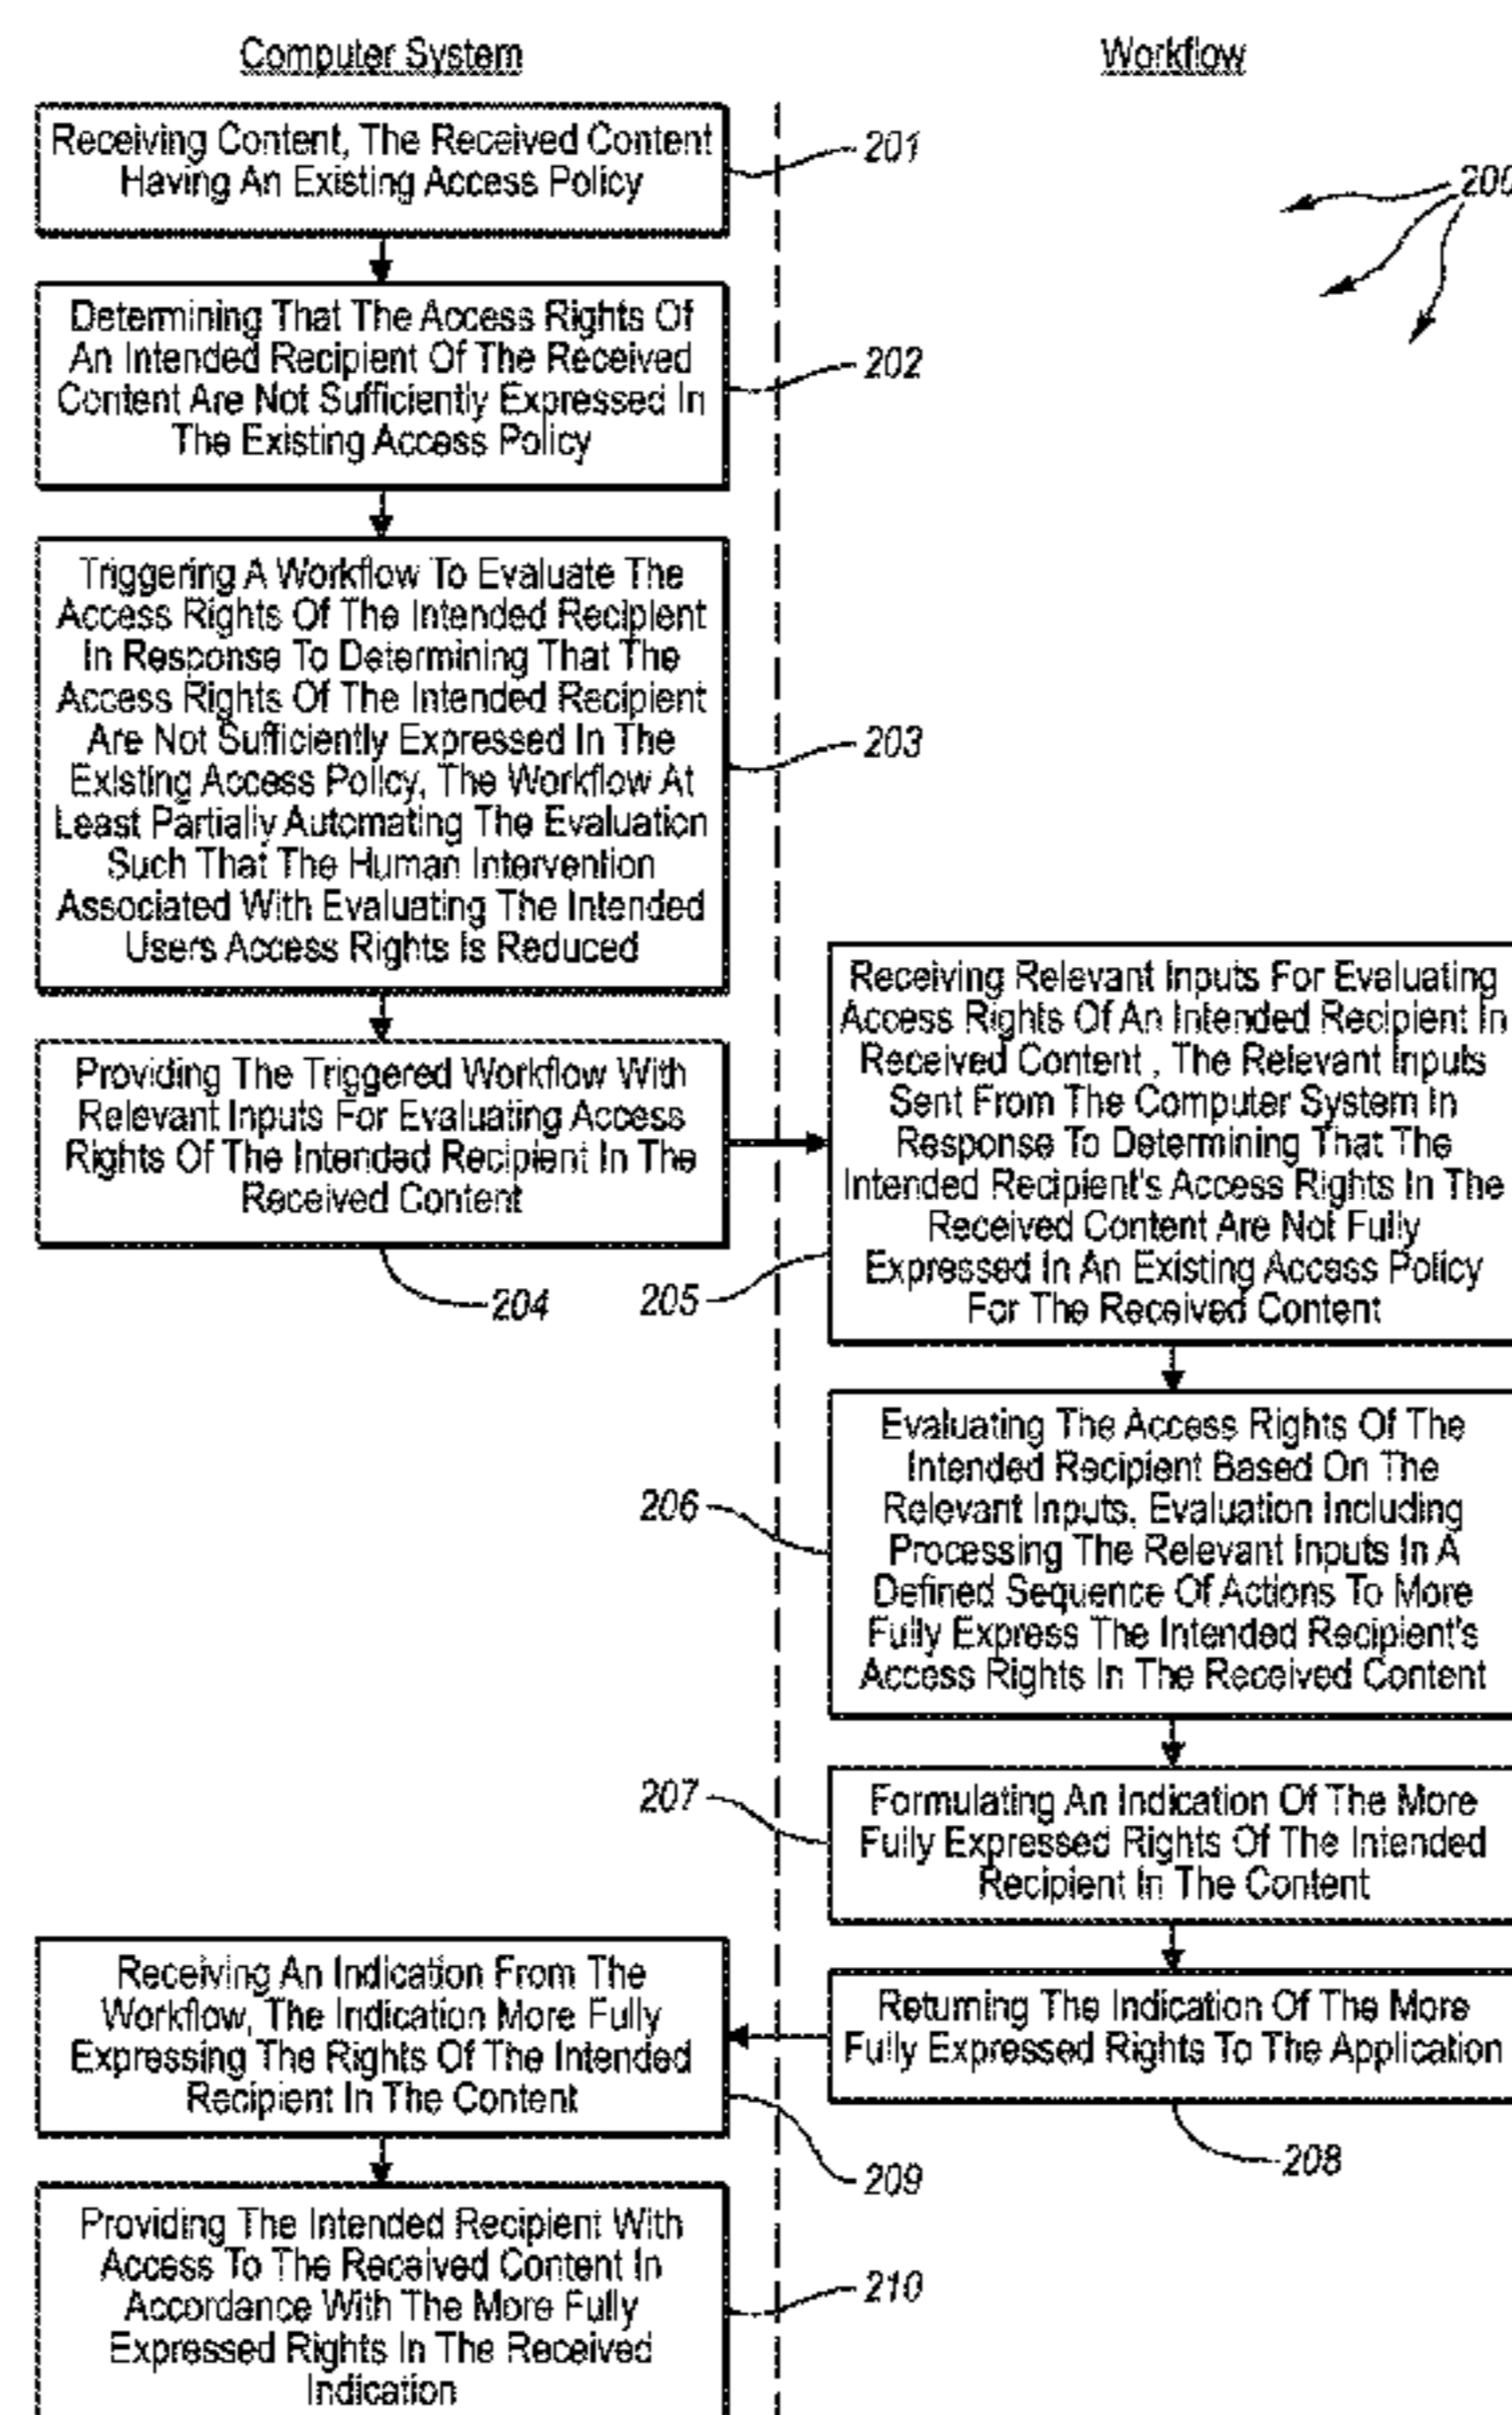 Computer System
Workflow
Receiving Content, The Received Content
Having An Existing Access Policy
201
200
Determining That The Access Rights Of
An Intended Recipient Of The Received
Content Are Not Sufficiently Expressed In
The Existing Access Policy
202
Triggering A Workflow To Evaluate The
Access Rights Of The Intended Recipient
In Response To Determining That The
Access Rights Of The Intended Recipient
Are Not Sufficiently Expressed In The
Existing Access Policy, The Workflow At
Least Partially Automating The Evaluation
Such That The Human Intervention
Associated With Evaluating The Intended
Users Access Rights Is Reduced
203
Providing The Triggered Workflow With
Relevant Inputs For Evaluating Access
Rights Of The Intended Recipient In The
Received Content
204
Receiving Relevant Inputs For Evaluating
Access Rights Of An Intended Recipient In
Received Content , The Relevant Inputs
Sent From The Computer System In
Response To Determining That The
Intended Recipient's Access Rights In The
Received Content Are Not Fully
Expressed In An Existing Access Policy
For The Received Content
205
Evaluating The Access Rights Of The
Intended Recipient Based On The
Relevant Inputs, Evaluation Including
Processing The Relevant Inputs In A
Defined Sequence Of Actions To More
Fully Express The Intended Recipient's
Access Rights In The Received Content
206
Formulating An Indication Of The More
Fully Expressed Rights Of The Intended
Recipient In The Content
207
Returning The Indication Of The More
Fully Expressed Rights To The Application
208
Receiving An Indication From The
Workflow, The Indication More Fully
Expressing The Rights Of The Intended
Recipient In The Content
209
Providing The Intended Recipient With
Access To The Received Content In
Accordance With The More Fully
Expressed Rights In The Received
Indication
210